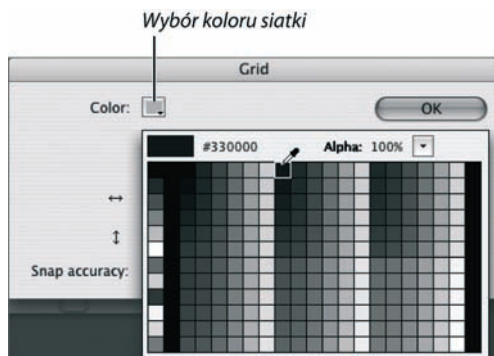 Wybór koloru siatki
Grid
Color:
OK
#330000 Alpha: 100%
↔
↕
Snap accuracy: